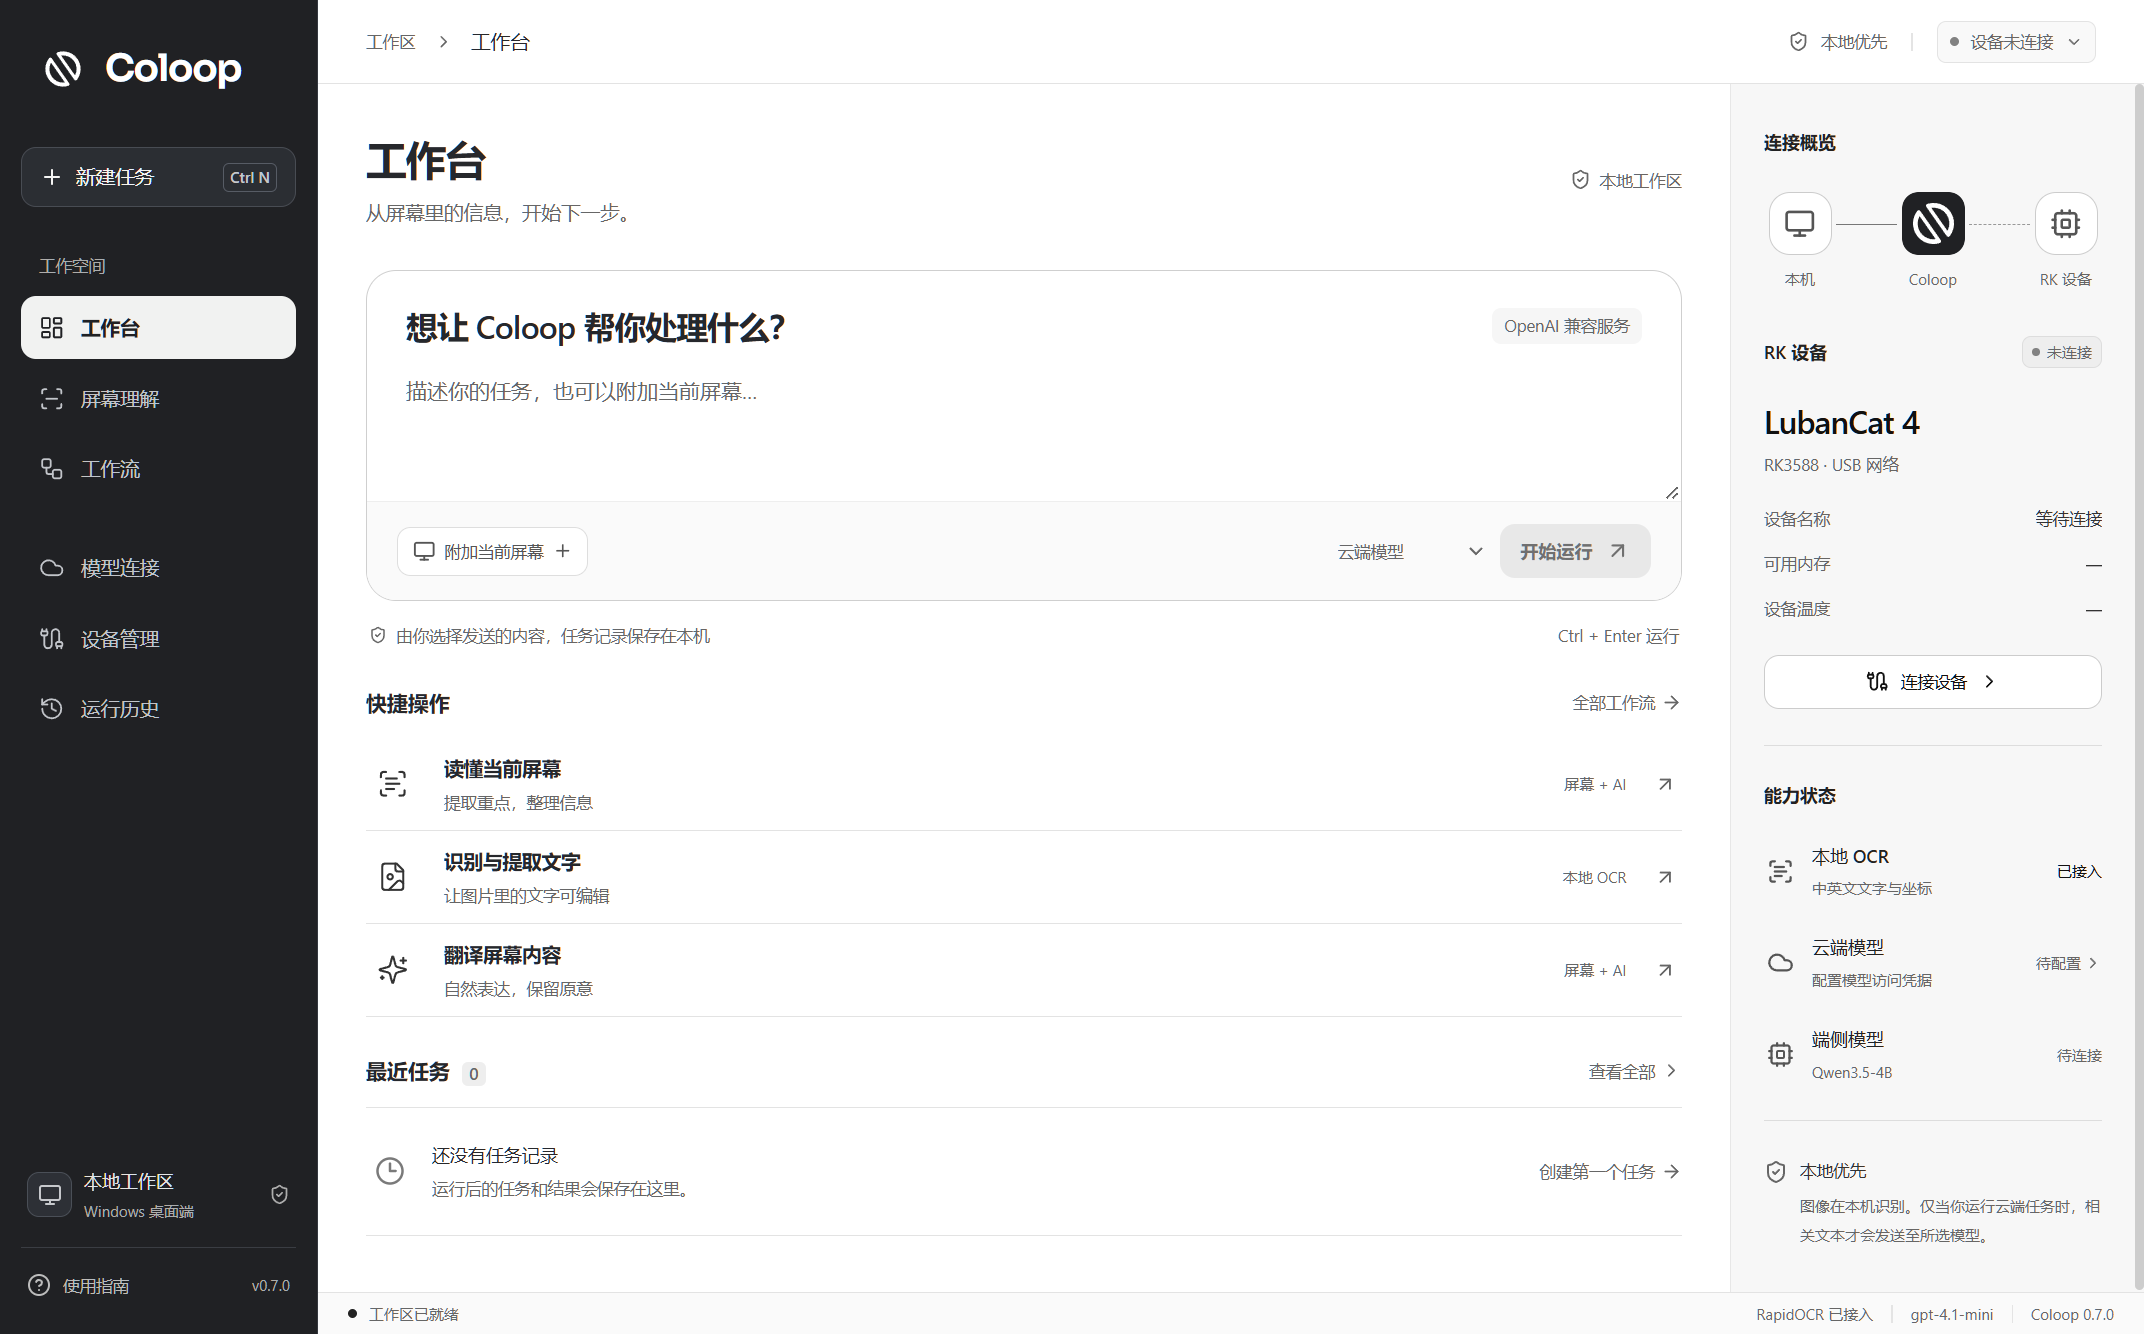 Coloop
新建任务
Ctrl N
工作空间
工作台
屏幕理解
工作流
模型连接
设备管理
运行历史
本地工作区
Windows 桌面端
使用指南
v0.7.0
工作区
工作台
本地优先
设备未连接
工作台
从屏幕里的信息，开始下一步。
本地工作区
想让 Coloop 帮你处理什么?
OpenAI 兼容服务
描述你的任务，也可以附加当前屏幕...
附加当前屏幕
云端模型
开始运行
由你选择发送的内容，任务记录保存在本机
Ctrl + Enter 运行
快捷操作
全部工作流
读懂当前屏幕
提取重点，整理信息
屏幕 + AI
识别与提取文字
让图片里的文字可编辑
本地 OCR
翻译屏幕内容
自然表达，保留原意
屏幕 + AI
最近任务
0
查看全部
还没有任务记录
运行后的任务和结果会保存在这里。
创建第一个任务
连接概览
本机
Coloop
RK 设备
RK 设备
未连接
LubanCat 4
RK3588 · USB 网络
设备名称
等待连接
可用内存
—
设备温度
—
连接设备
能力状态
本地 OCR
中英文文字与坐标
已接入
云端模型
配置模型访问凭据
待配置
端侧模型
Qwen3.5-4B
待连接
本地优先
图像在本机识别。仅当你运行云端任务时，相
关文本才会发送至所选模型。
工作区已就绪
RapidOCR 已接入
gpt-4.1-mini
Coloop 0.7.0